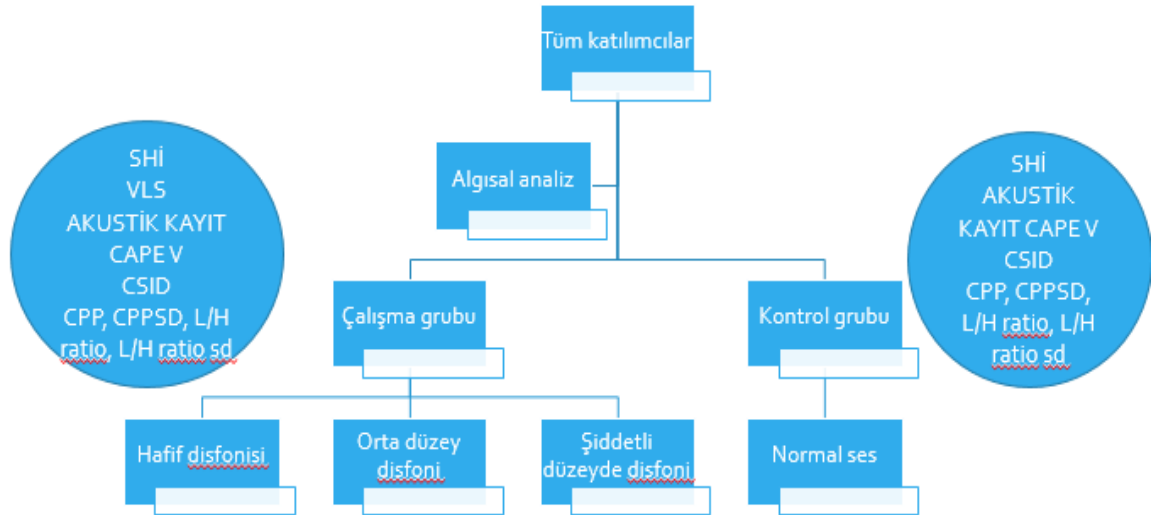 Tüm katılımcılar
Algısal analiz
SHİ
VLS
AKUSTİK KAYIT
CAPE V
CSID
CPP, CPPSD, L/H
ratio, L/H ratio sd
SHİ
AKUSTİK
KAYIT CAPE V
CSID
CPP, CPPSD,
L/H ratio, L/H
ratio sd
Çalışma grubu
Kontrol grubu
Hafif disfonisi
Orta düzey
disfoni
Şiddetli
düzeyde disfoni
Normal ses